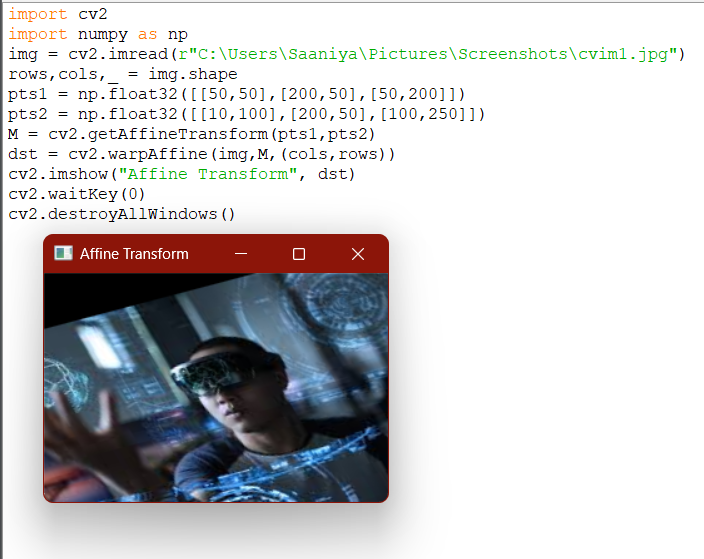 import cv2
import numpy as np
img = cv2.imread(r"C:\Users\Saaniya\Pictures\Screenshots\cvim1.jpg")
rows,cols,_ = img.shape
pts1 = np.float32([[50,50],[200,50],[50,200]])
pts2 = np.float32([[10,100],[200,50],[100,250]])
M = cv2.getAffineTransform(pts1,pts2)
dst = cv2.warpAffine(img,M,(cols,rows))
cv2.imshow("Affine Transform", dst)
cv2.waitKey(0)
cv2.destroyAllWindows()
Affine Transform